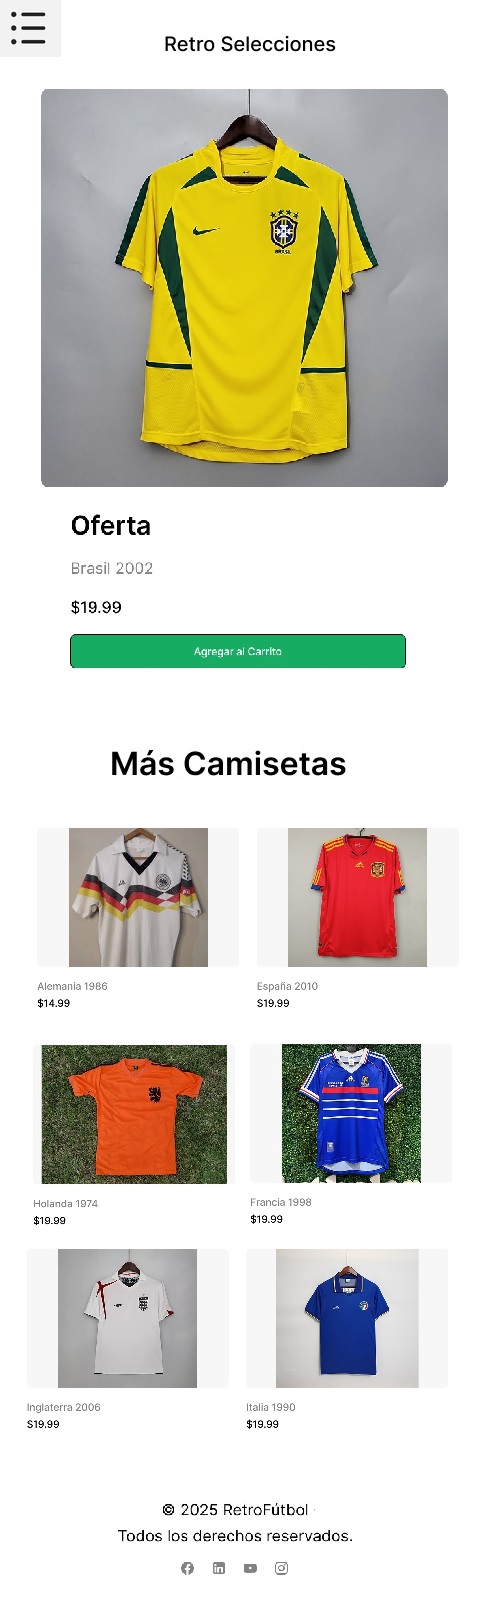 Retro Selecciones
BRASIL
Oferta
Brasil 2002
$19.99
Agregar al Carrito
Más Camisetas
Alemania 1986
$14.99
España 2010
$19.99
Holanda 1974
$19.99
Francia 1998
$19.99
Inglaterra 2006
$19.99
Italia 1990
$19.99
© 2025 RetroFútbol ·
Todos los derechos reservados.